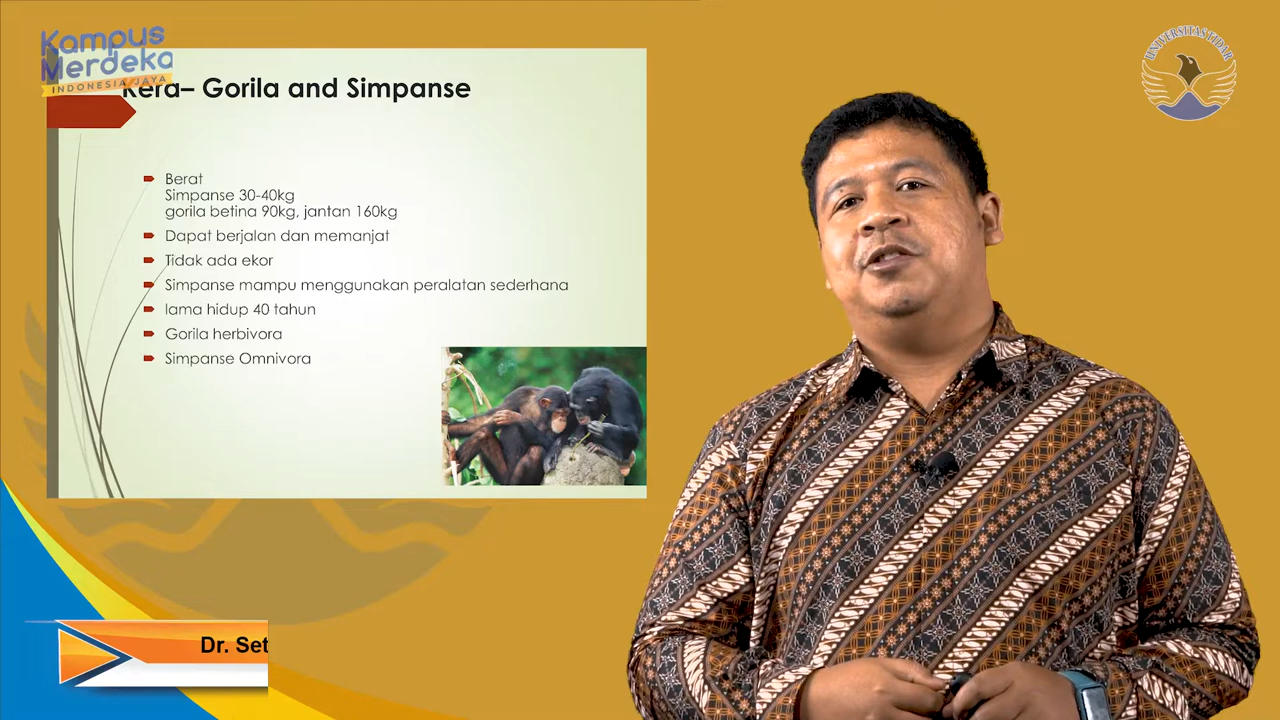 Kampus
Merdeka
INDONESIA JAYA
UNIVERSITAS TIDAR
Kera– Gorila and Simpanse
Berat
Simpanse 30-40kg
gorila betina 90kg, jantan 160kg
Dapat berjalan dan memanjat
Tidak ada ekor
Simpanse mampu menggunakan peralatan sederhana
lama hidup 40 tahun
Gorila herbivora
Simpanse Omnivora
Dr. Set